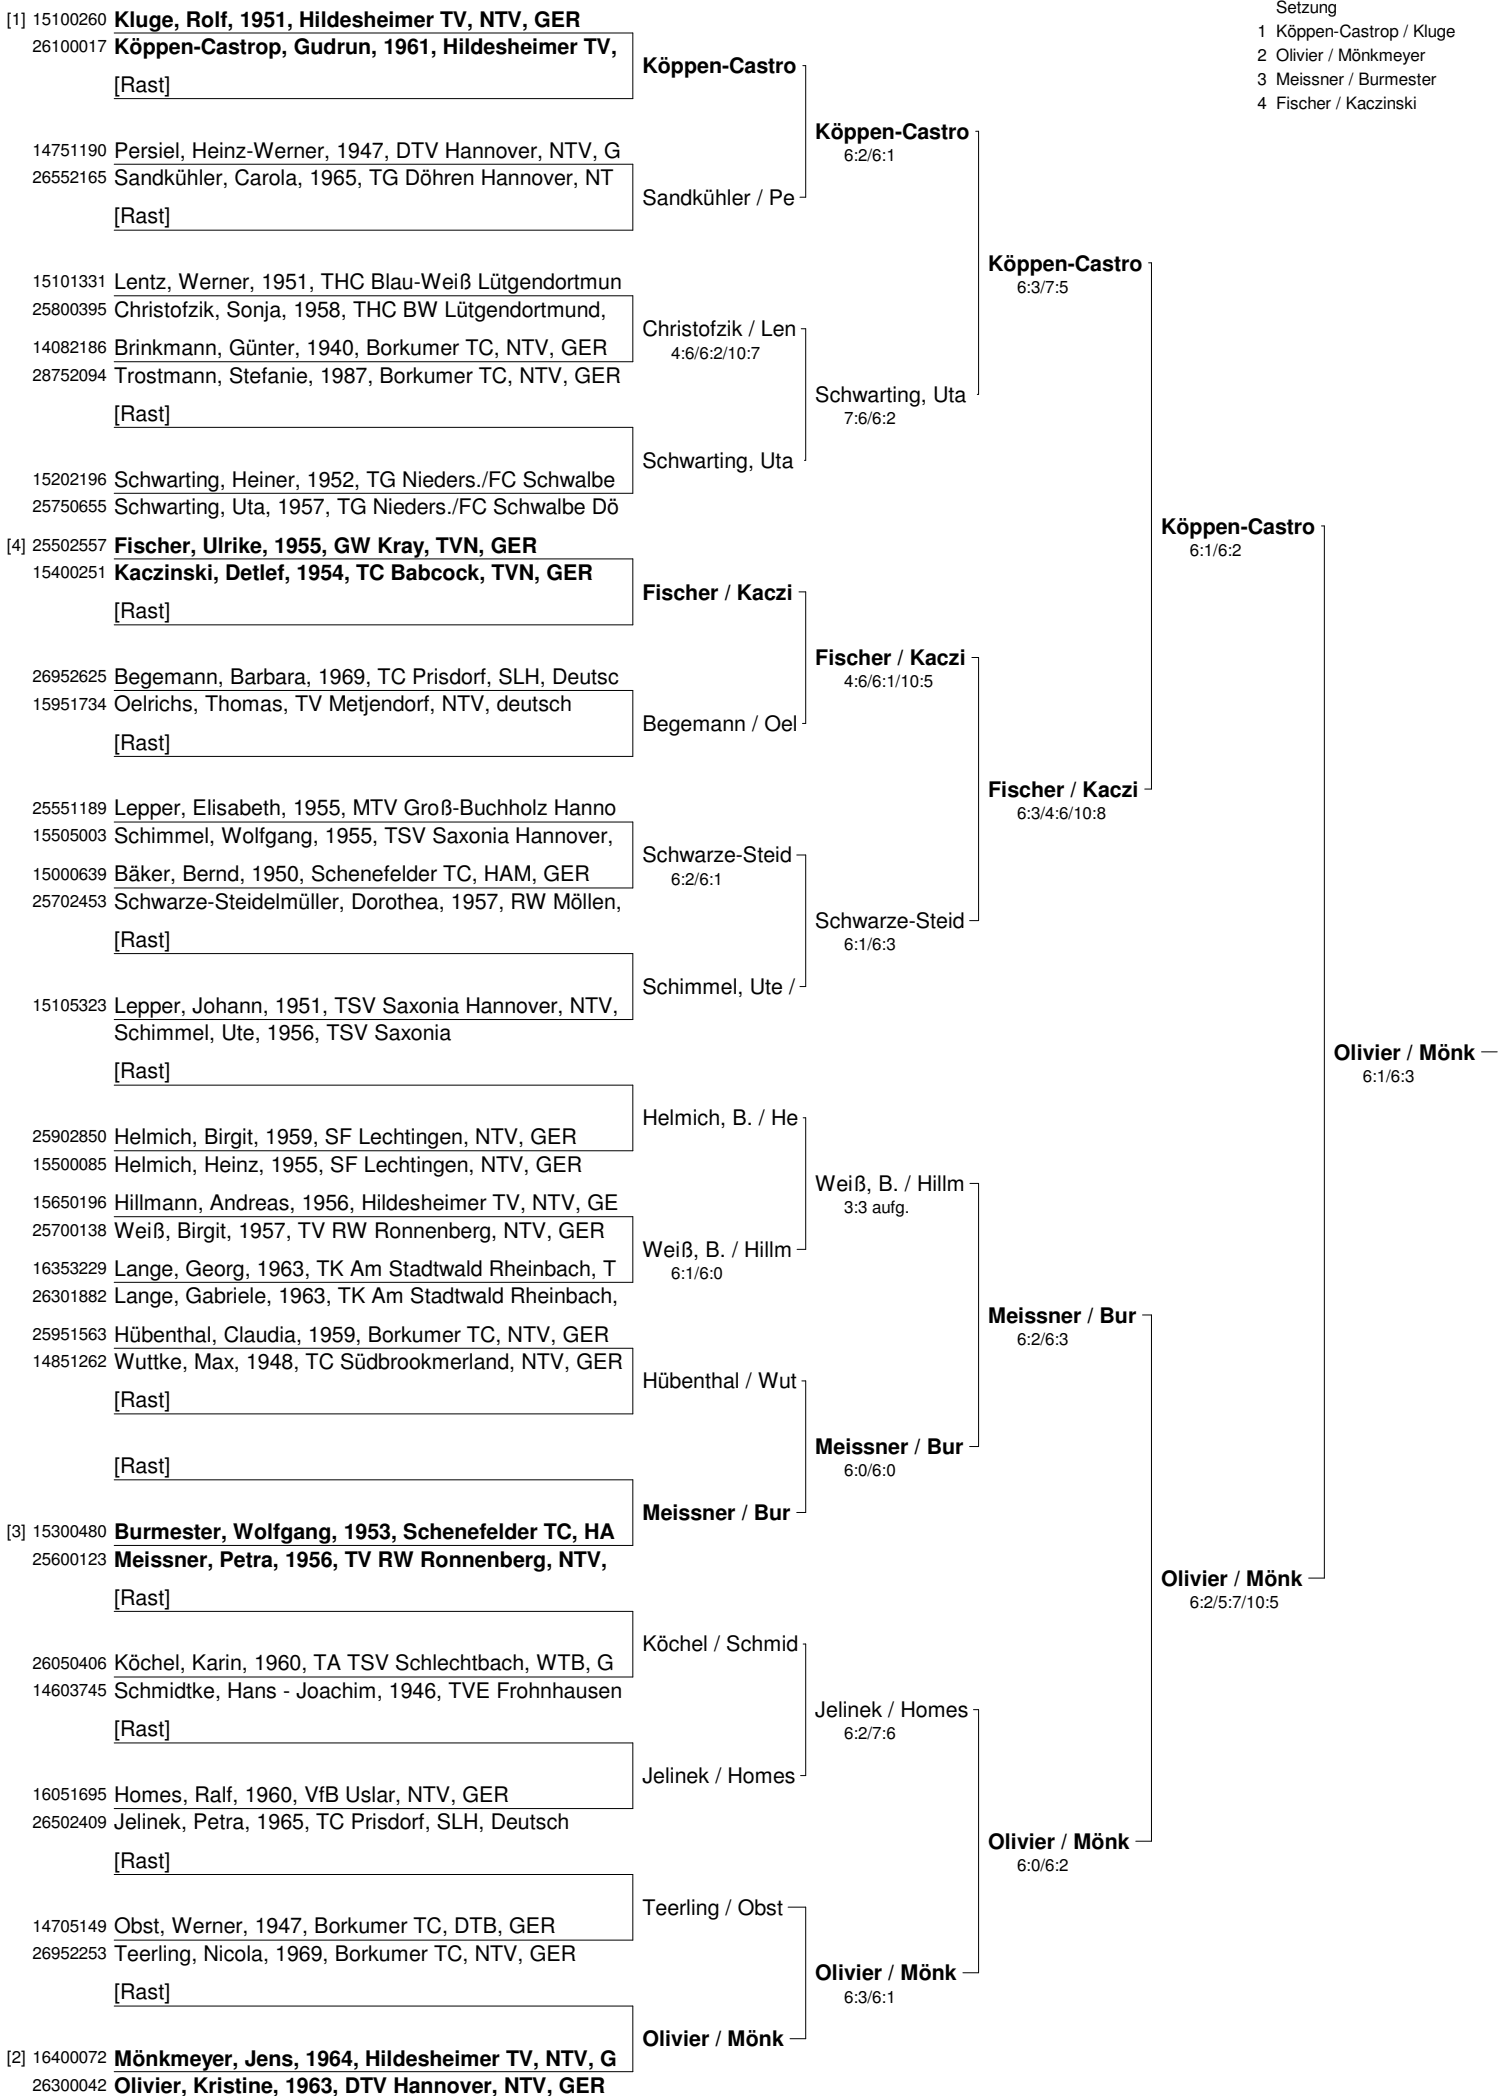 Setzung
1 Köppen-Castrop / Kluge
2 Olivier / Mönkmeyer
3 Meissner / Burmester
4 Fischer / Kaczinski
[1] 15100260 Kluge, Rolf, 1951, Hildesheimer TV, NTV, GER
26100017 Köppen-Castrop, Gudrun, 1961, Hildesheimer TV,
Köppen-Castro
[Rast]
Köppen-Castro
6:2/6:1
14751190 Persiel, Heinz-Werner, 1947, DTV Hannover, NTV, G
26552165 Sandkühler, Carola, 1965, TG Döhren Hannover, NT
Sandkühler / Pe
[Rast]
Köppen-Castro
6:3/7:5
15101331 Lentz, Werner, 1951, THC Blau-Weiß Lütgendortmun
25800395 Christofzik, Sonja, 1958, THC BW Lütgendortmund,
Christofzik / Len
4:6/6:2/10:7
14082186 Brinkmann, Günter, 1940, Borkumer TC, NTV, GER
28752094 Trostmann, Stefanie, 1987, Borkumer TC, NTV, GER
Schwarting, Uta
7:6/6:2
[Rast]
Schwarting, Uta
15202196 Schwarting, Heiner, 1952, TG Nieders./FC Schwalbe
25750655 Schwarting, Uta, 1957, TG Nieders./FC Schwalbe Dö
Köppen-Castro
6:1/6:2
[4] 25502557 Fischer, Ulrike, 1955, GW Kray, TVN, GER
15400251 Kaczinski, Detlef, 1954, TC Babcock, TVN, GER
Fischer / Kaczi
[Rast]
Fischer / Kaczi
4:6/6:1/10:5
26952625 Begemann, Barbara, 1969, TC Prisdorf, SLH, Deutsc
15951734 Oelrichs, Thomas, TV Metjendorf, NTV, deutsch
Begemann / Oel
[Rast]
Fischer / Kaczi
6:3/4:6/10:8
25551189 Lepper, Elisabeth, 1955, MTV Groß-Buchholz Hanno
15505003 Schimmel, Wolfgang, 1955, TSV Saxonia Hannover,
Schwarze-Steid
6:2/6:1
15000639 Bäker, Bernd, 1950, Schenefelder TC, HAM, GER
25702453 Schwarze-Steidelmüller, Dorothea, 1957, RW Möllen,
Schwarze-Steid
6:1/6:3
[Rast]
Schimmel, Ute /
15105323 Lepper, Johann, 1951, TSV Saxonia Hannover, NTV,
Schimmel, Ute, 1956, TSV Saxonia
Olivier / Mönk
6:1/6:3
[Rast]
Helmich, B. / He
25902850 Helmich, Birgit, 1959, SF Lechtingen, NTV, GER
15500085 Helmich, Heinz, 1955, SF Lechtingen, NTV, GER
Weiß, B. / Hillm
3:3 aufg.
15650196 Hillmann, Andreas, 1956, Hildesheimer TV, NTV, GE
25700138 Weiß, Birgit, 1957, TV RW Ronnenberg, NTV, GER
Weiß, B. / Hillm
6:1/6:0
16353229 Lange, Georg, 1963, TK Am Stadtwald Rheinbach, T
26301882 Lange, Gabriele, 1963, TK Am Stadtwald Rheinbach,
Meissner / Bur
6:2/6:3
25951563 Hübenthal, Claudia, 1959, Borkumer TC, NTV, GER
14851262 Wuttke, Max, 1948, TC Südbrookmerland, NTV, GER
Hübenthal / Wut
[Rast]
Meissner / Bur
6:0/6:0
[Rast]
Meissner / Bur
[3] 15300480 Burmester, Wolfgang, 1953, Schenefelder TC, HA
25600123 Meissner, Petra, 1956, TV RW Ronnenberg, NTV,
Olivier / Mönk
6:2/5:7/10:5
[Rast]
Köchel / Schmid
26050406 Köchel, Karin, 1960, TA TSV Schlechtbach, WTB, G
14603745 Schmidtke, Hans - Joachim, 1946, TVE Frohnhausen
Jelinek / Homes
6:2/7:6
[Rast]
Jelinek / Homes
16051695 Homes, Ralf, 1960, VfB Uslar, NTV, GER
26502409 Jelinek, Petra, 1965, TC Prisdorf, SLH, Deutsch
Olivier / Mönk
6:0/6:2
[Rast]
Teerling / Obst
14705149 Obst, Werner, 1947, Borkumer TC, DTB, GER
26952253 Teerling, Nicola, 1969, Borkumer TC, NTV, GER
Olivier / Mönk
6:3/6:1
[Rast]
Olivier / Mönk
[2] 16400072 Mönkmeyer, Jens, 1964, Hildesheimer TV, NTV, G
26300042 Olivier, Kristine, 1963, DTV Hannover, NTV, GER